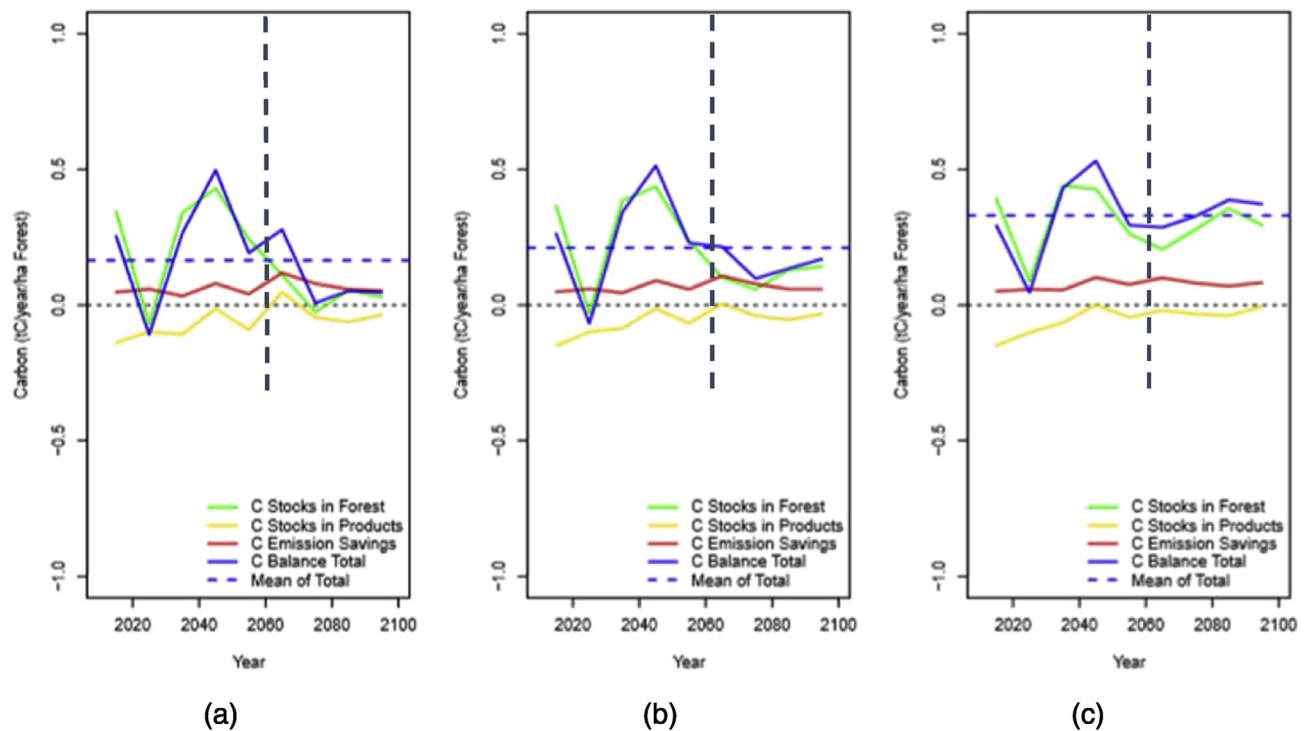 1.0
0.5
0.0
−0.5
−1.0
Carbon (tC/year/ha Forest)
C Stocks in Forest
C Stocks in Products
C Emission Savings
C Balance Total
Mean of Total
2020 2040 2060 2080 2100
Year
(a)
1.0
0.5
0.0
−0.5
−1.0
Carbon (tC/year/ha Forest)
C Stocks in Forest
C Stocks in Products
C Emission Savings
C Balance Total
Mean of Total
2020 2040 2060 2080 2100
Year
(b)
1.0
0.5
0.0
−0.5
−1.0
Carbon (tC/year/ha Forest)
C Stocks in Forest
C Stocks in Products
C Emission Savings
C Balance Total
Mean of Total
2020 2040 2060 2080 2100
Year
(c)